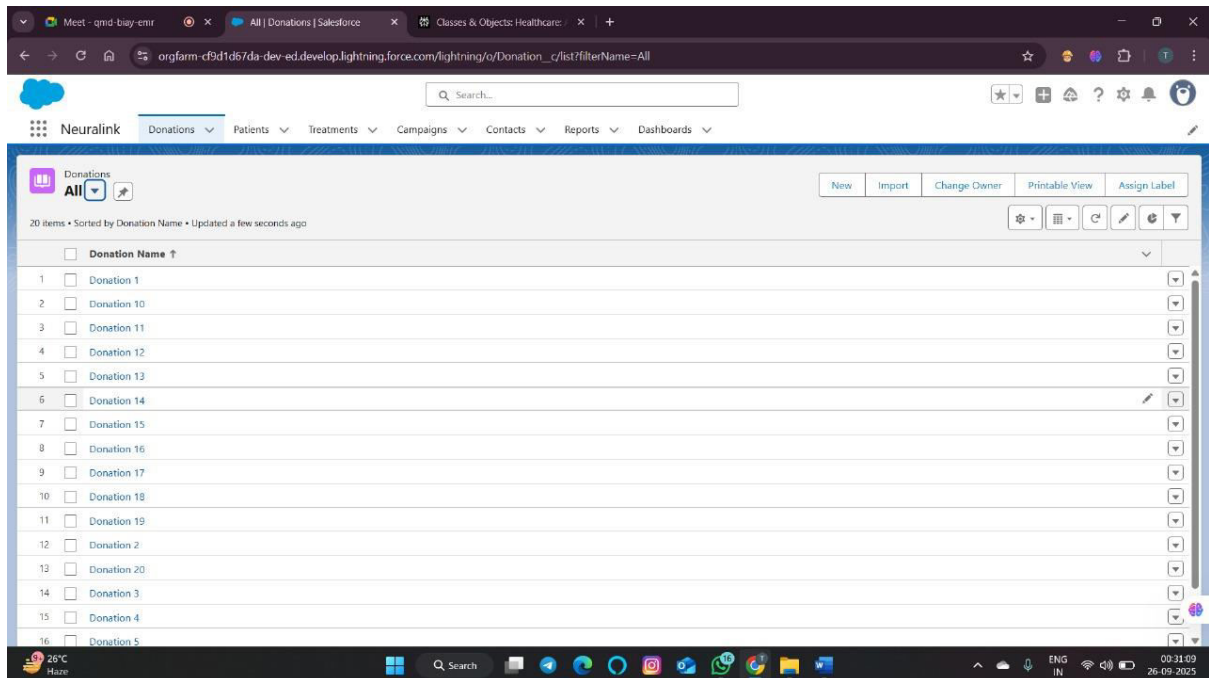 Meet - qmd-biay-emr
All | Donations | Salesforce
Classes & Objects: Healthcare:
orgfarm-cf9d1d67da-dev-ed.develop.lightning.force.com/lightning/o/Donation__c/list?filterName=All
T
Search...
Neuralink Donations Patients Treatments Campaigns Contacts Reports Dashboards
Donations
All
New Import Change Owner Printable View Assign Label
20 items • Sorted by Donation Name • Updated a few seconds ago
Donation Name ↑
1 Donation 1
2 Donation 10
3 Donation 11
4 Donation 12
5 Donation 13
6 Donation 14
7 Donation 15
8 Donation 16
9 Donation 17
10 Donation 18
11 Donation 19
12 Donation 2
13 Donation 20
14 Donation 3
15 Donation 4
16 Donation 5
9+
26°C
Haze
Search
16
ENG
IN
00:31:09
26-09-2025